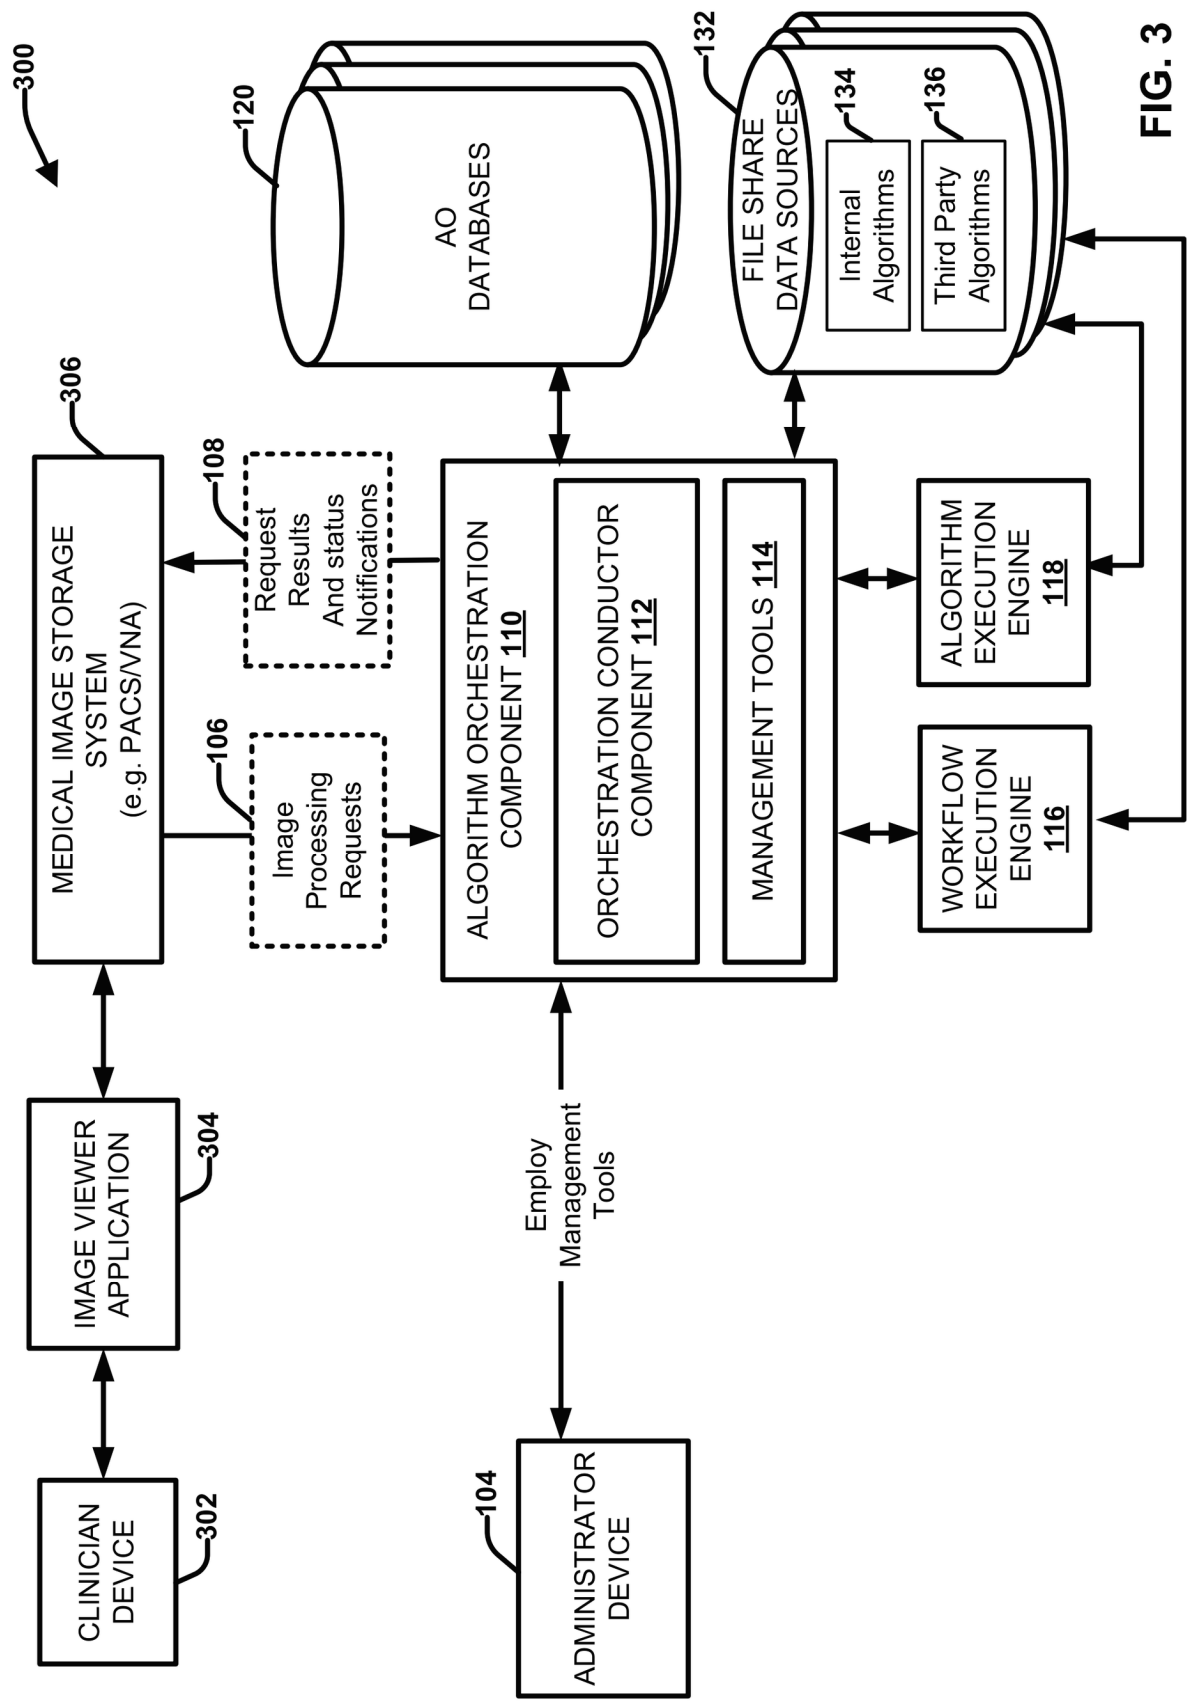 300
CLINICIAN
DEVICE
302
IMAGE VIEWER
APPLICATION
304
MEDICAL IMAGE STORAGE
SYSTEM
(e.g. PACS/VNA)
306
106
Image
Processing
Requests
108
Request
Results
And status
Notifications
120
AO
DATABASES
104
ADMINISTRATOR
DEVICE
Employ
Management
Tools
ALGORITHM ORCHESTRATION
COMPONENT 110
ORCHESTRATION CONDUCTOR
COMPONENT 112
MANAGEMENT TOOLS 114
132
FILE SHARE
DATA SOURCES
134
Internal
Algorithms
136
Third Party
Algorithms
WORKFLOW
EXECUTION
ENGINE
116
ALGORITHM
EXECUTION
ENGINE
118
FIG. 3